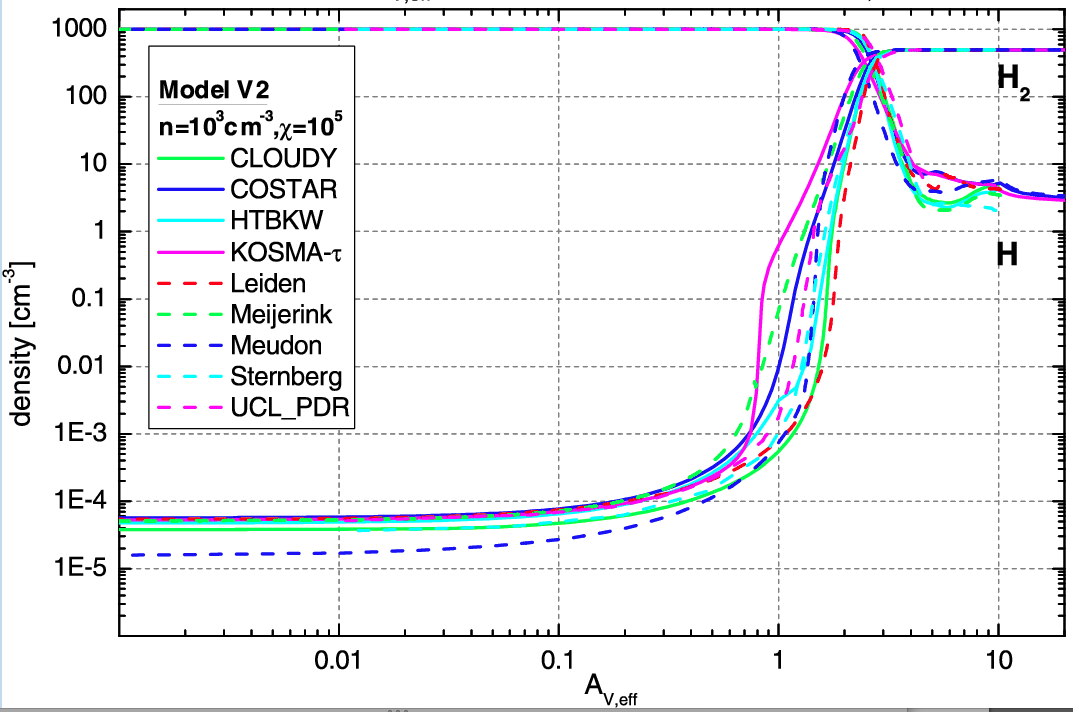 1000
100
10
1
0.1
0.01
1E-3
1E-4
1E-5
density [cm⁻³]
Model V2
n=10³cm⁻³,χ=10⁵
CLOUDY
COSTAR
HTBKW
KOSMA-τ
Leiden
Meijerink
Meudon
Sternberg
UCL_PDR
H₂
H
0.01
0.1
1
10
A_V,eff